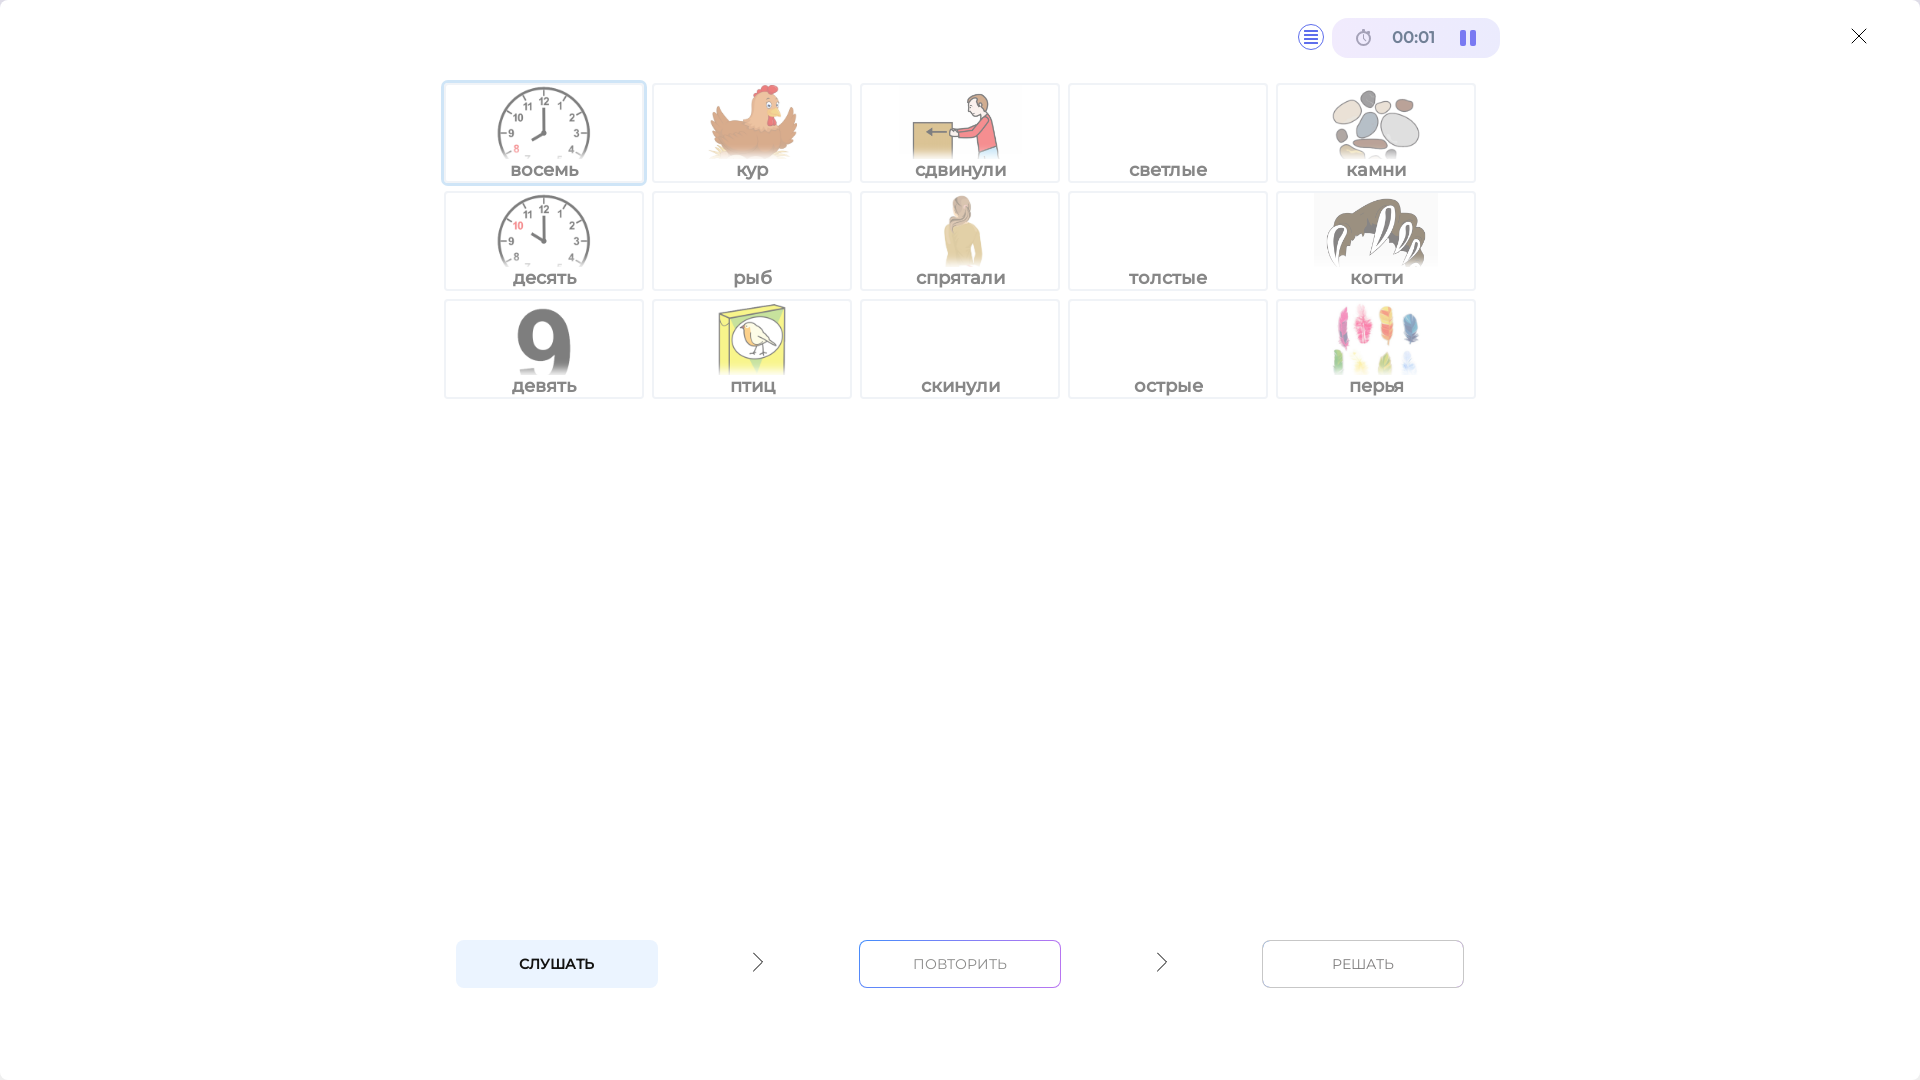 00:01
восемь кур сдвинули светлые камни
десять рыб спрятали толстые когти
девять птиц скинули острые перья
СЛУШАТЬ ПОВТОРИТЬ РЕШАТЬ